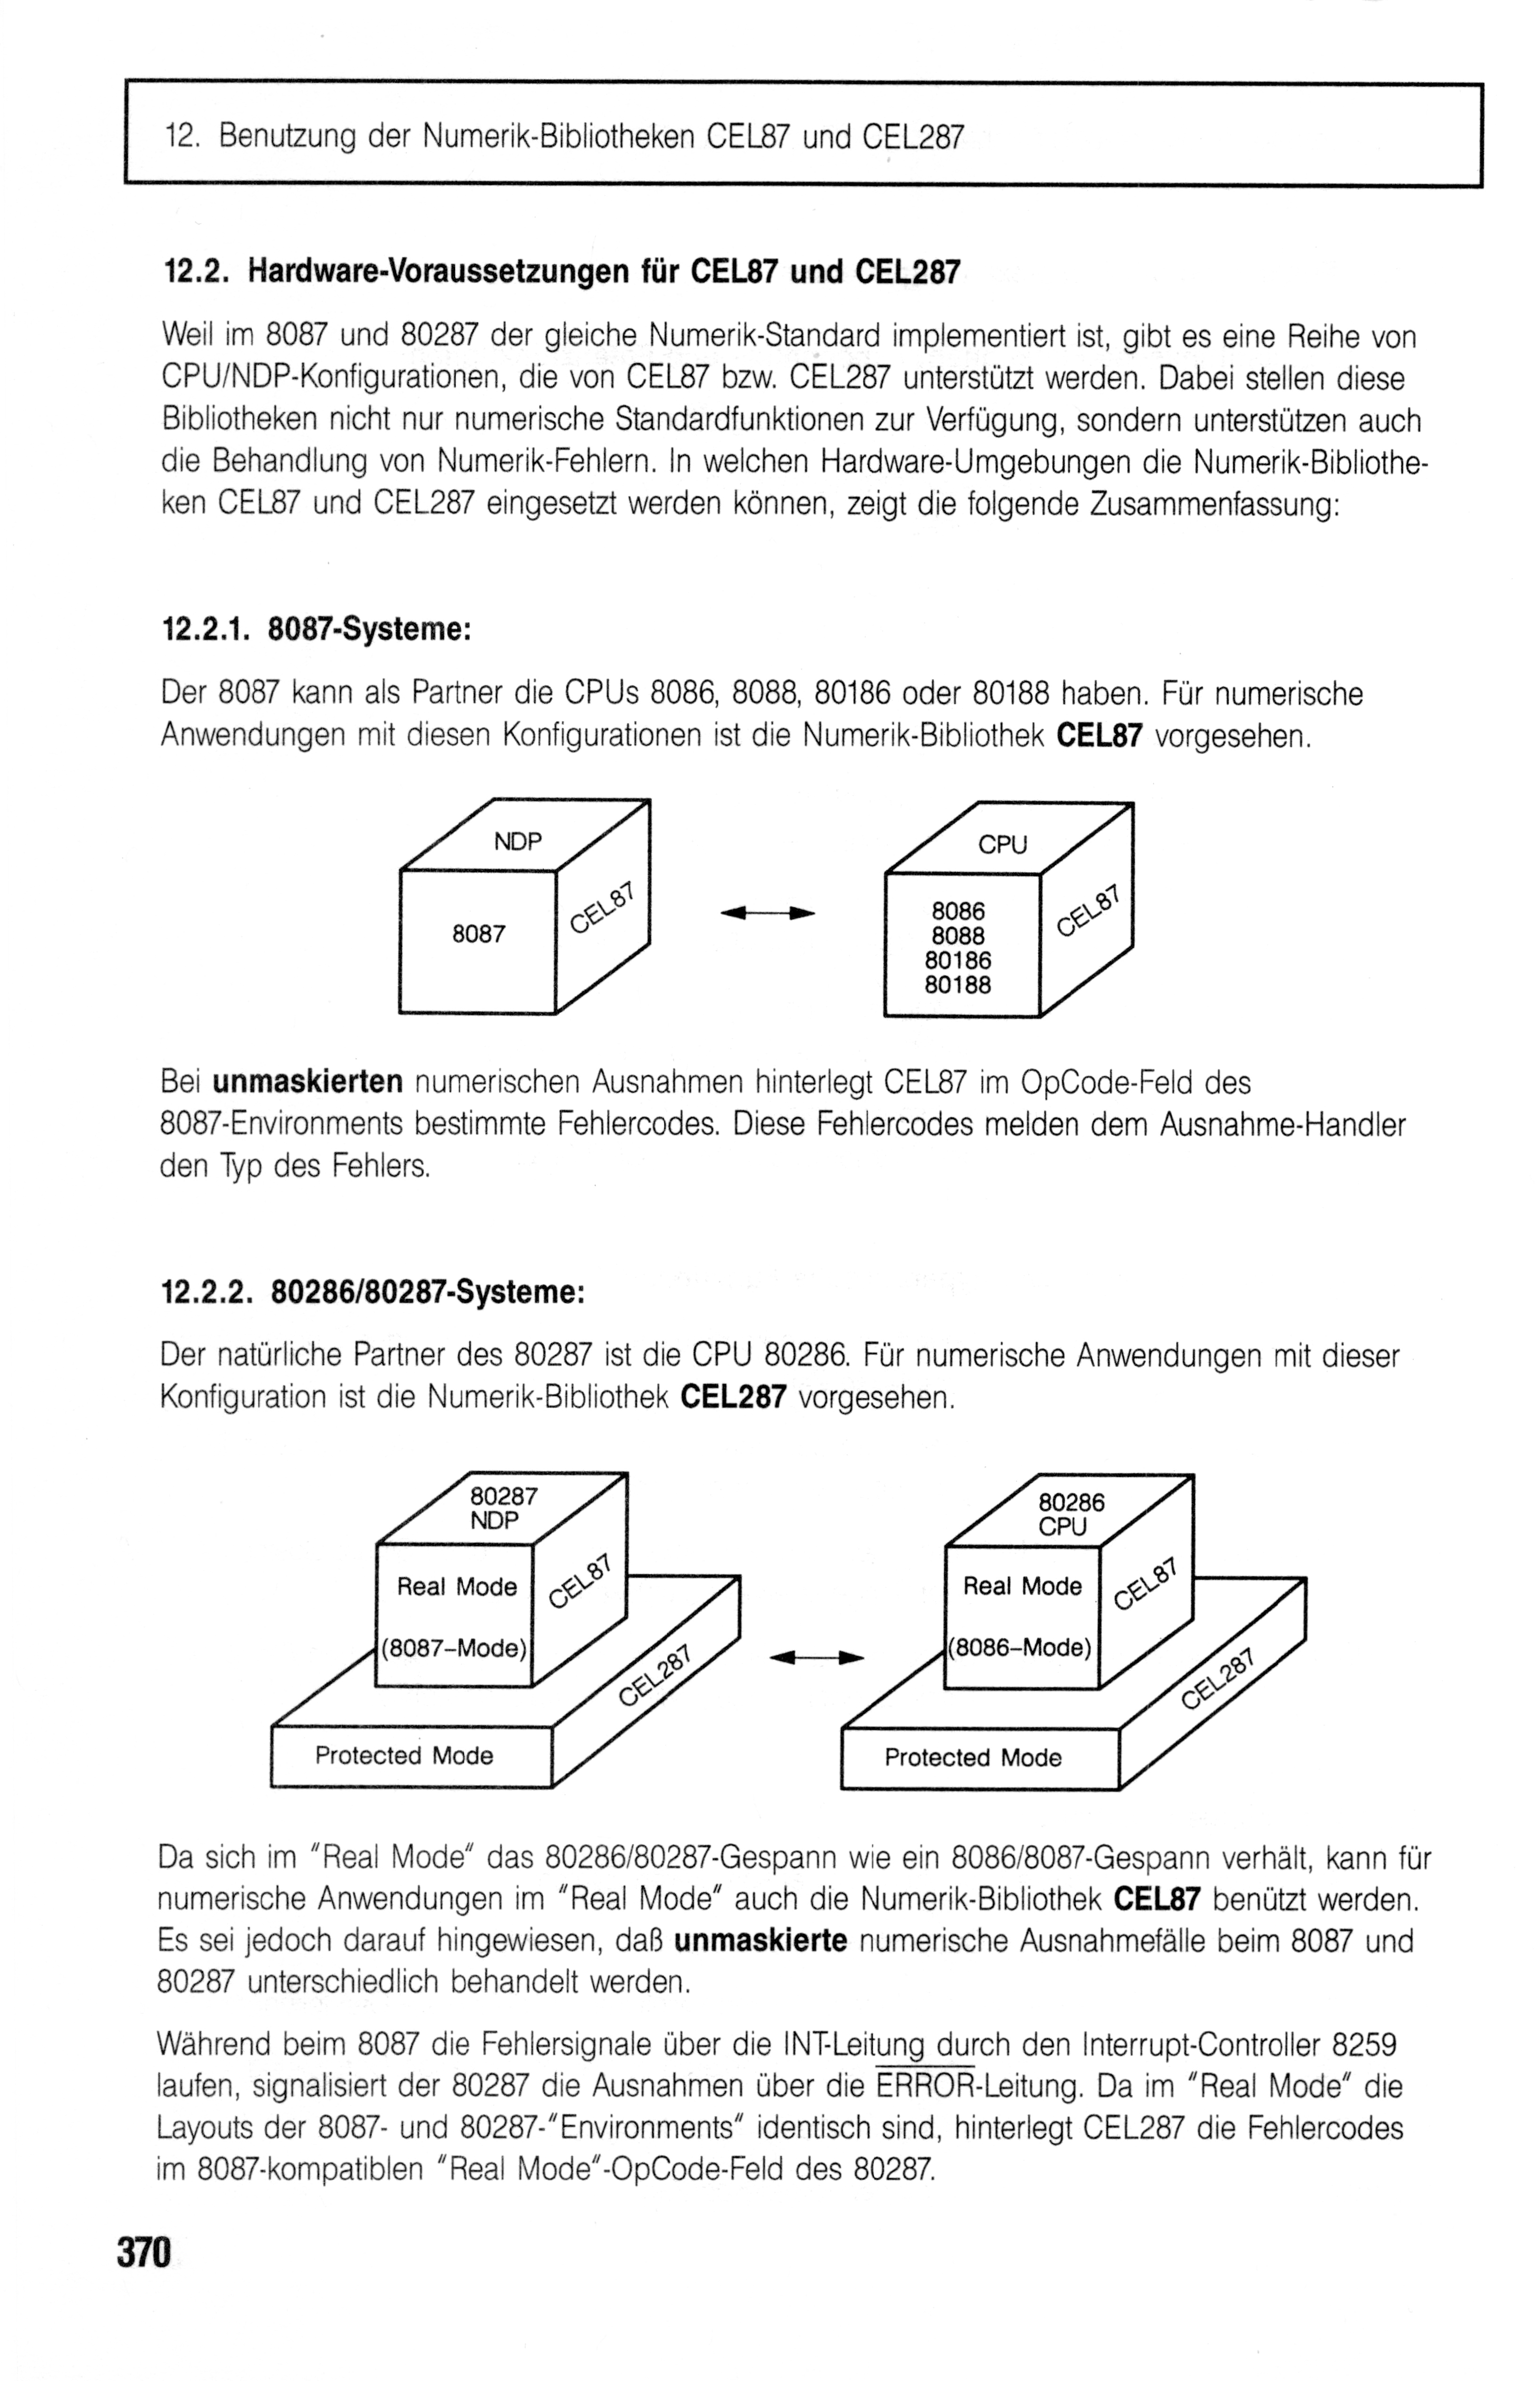 12. Benutzung der Numerik-Bibliotheken CEL87 und CEL287
12.2. Hardware-Voraussetzungen für CEL87 und CEL287
Weil im 8087 und 80287 der gleiche Numerik-Standard implementiert ist, gibt es eine Reihe von
CPU/NDP-Konfigurationen, die von CEL87 bzw. CEL287 unterstützt werden. Dabei stellen diese
Bibliotheken nicht nur numerische Standardfunktionen zur Verfügung, sondern unterstützen auch
die Behandlung von Numerik-Fehlern. In welchen Hardware-Umgebungen die Numerik-Bibliothe-
ken CEL87 und CEL287 eingesetzt werden können, zeigt die folgende Zusammenfassung:
12.2.1. 8087-Systeme:
Der 8087 kann als Partner die CPUs 8086, 8088, 80186 oder 80188 haben. Für numerische
Anwendungen mit diesen Konfigurationen ist die Numerik-Bibliothek CEL87 vorgesehen.
NDP
8087
CEL87
CPU
8086
8088
80186
80188
CEL87
Bei unmaskierten numerischen Ausnahmen hinterlegt CEL87 im OpCode-Feld des
8087-Environments bestimmte Fehlercodes. Diese Fehlercodes melden dem Ausnahme-Handler
den Typ des Fehlers.
12.2.2. 80286/80287-Systeme:
Der natürliche Partner des 80287 ist die CPU 80286. Für numerische Anwendungen mit dieser
Konfiguration ist die Numerik-Bibliothek CEL287 vorgesehen.
80287
NDP
Real Mode
(8087-Mode)
CEL87
CEL287
Protected Mode
80286
CPU
Real Mode
(8086-Mode)
CEL87
CEL287
Protected Mode
Da sich im "Real Mode" das 80286/80287-Gespann wie ein 8086/8087-Gespann verhält, kann für
numerische Anwendungen im "Real Mode" auch die Numerik-Bibliothek CEL87 benützt werden.
Es sei jedoch darauf hingewiesen, daß unmaskierte numerische Ausnahmefälle beim 8087 und
80287 unterschiedlich behandelt werden.
Während beim 8087 die Fehlersignale über die INT-Leitung durch den Interrupt-Controller 8259
laufen, signalisiert der 80287 die Ausnahmen über die ERROR-Leitung. Da im "Real Mode" die
Layouts der 8087- und 80287-"Environments" identisch sind, hinterlegt CEL287 die Fehlercodes
im 8087-kompatiblen "Real Mode"-OpCode-Feld des 80287.
370